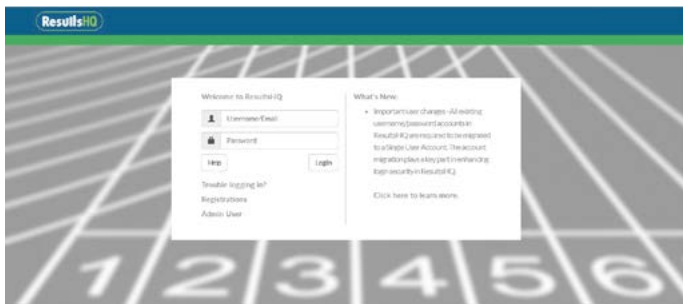 ResultsHQ
Welcome to ResultsHQ
Username/Email
Password
Help
Login
Trouble logging in?
Registrations
Admin User
What's New:
Important user changes - All existing
username/password accounts in
ResultsHQ are required to be migrated
to a Single User Account. The account
migration plays a key part in enhancing
login security in ResultsHQ.
Click here to learn more.
1 2 3 4 5 6